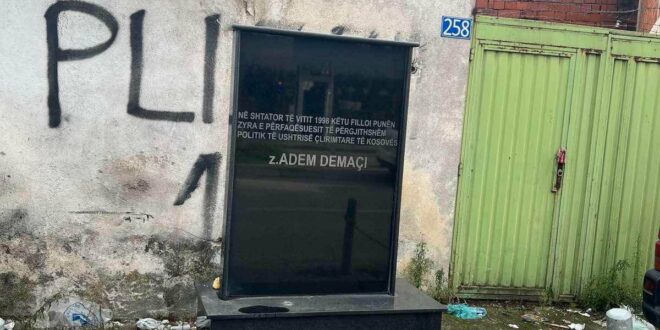 PLI
1
258
NË SHTATOR TË VITIT 1998 KËTU FILLOI PUNËN
ZYRA E PËRFAQËSUESIT TË PËRGJITHSHËM
POLITIK TË USHTRISË ÇLIRIMTARE TË KOSOVËS
z.ADEM DEMAÇI